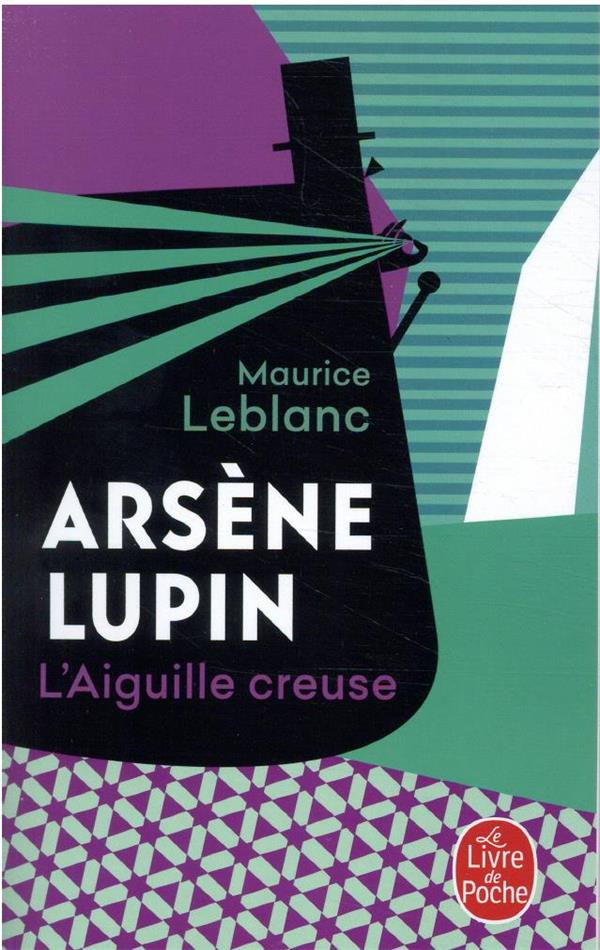 Maurice
Leblanc
ARSÈNE
LUPIN
L'Aiguille creuse
Le
Livre
de
Poche